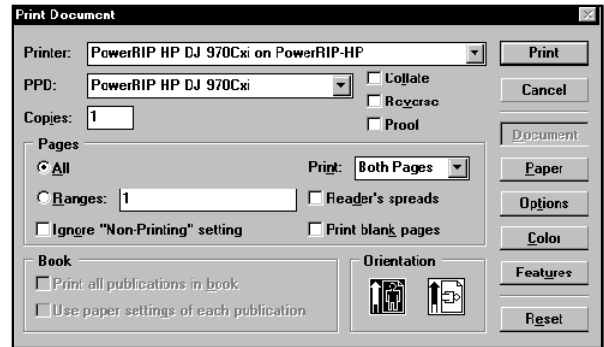 Print Document
Printer: PowerRIP HP DJ 970Cxi on PowerRIP-HP Print
PPD: PowerRIP HP DJ 970Cxi Collate Cancel
Reverse
Copies: 1 Proof Document
Pages
All Print: Both Pages Paper
Ranges: 1 Reader's spreads Options
Ignore "Non-Printing" setting Print blank pages Color
Book Orientation Features
Print all publications in book
Use paper settings of each publication Reset